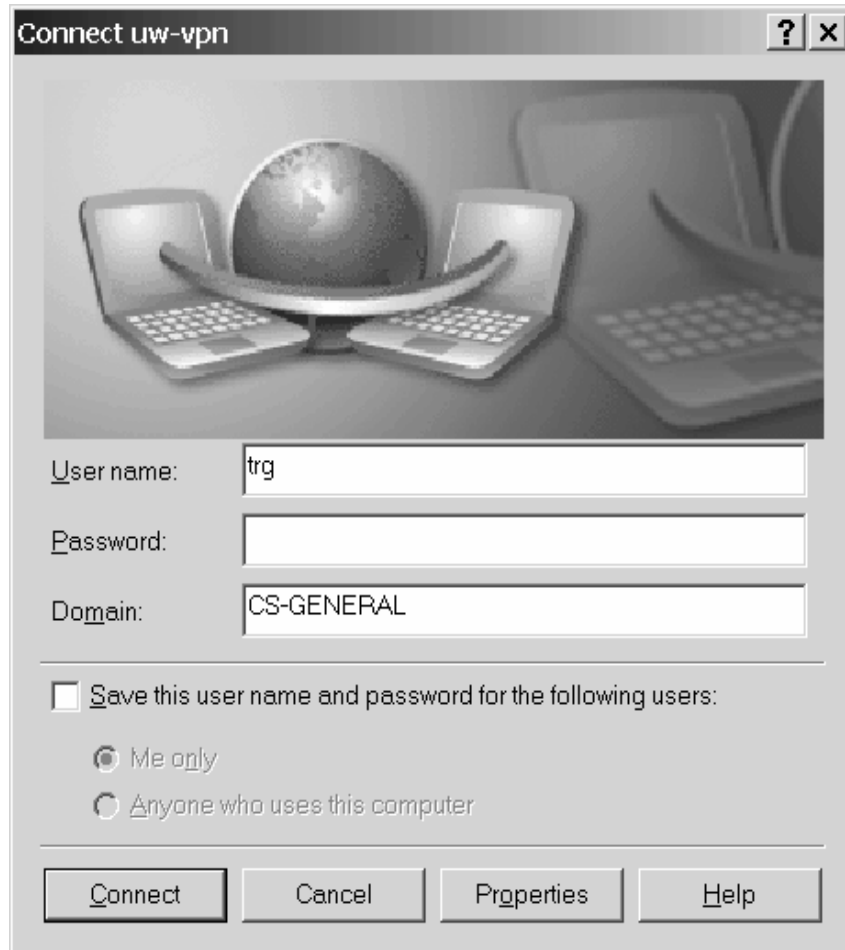 Connect uw-vpn
User name: trg
Password:
Domain: CS-GENERAL
Save this user name and password for the following users:
Me only
Anyone who uses this computer
Connect Cancel Properties Help